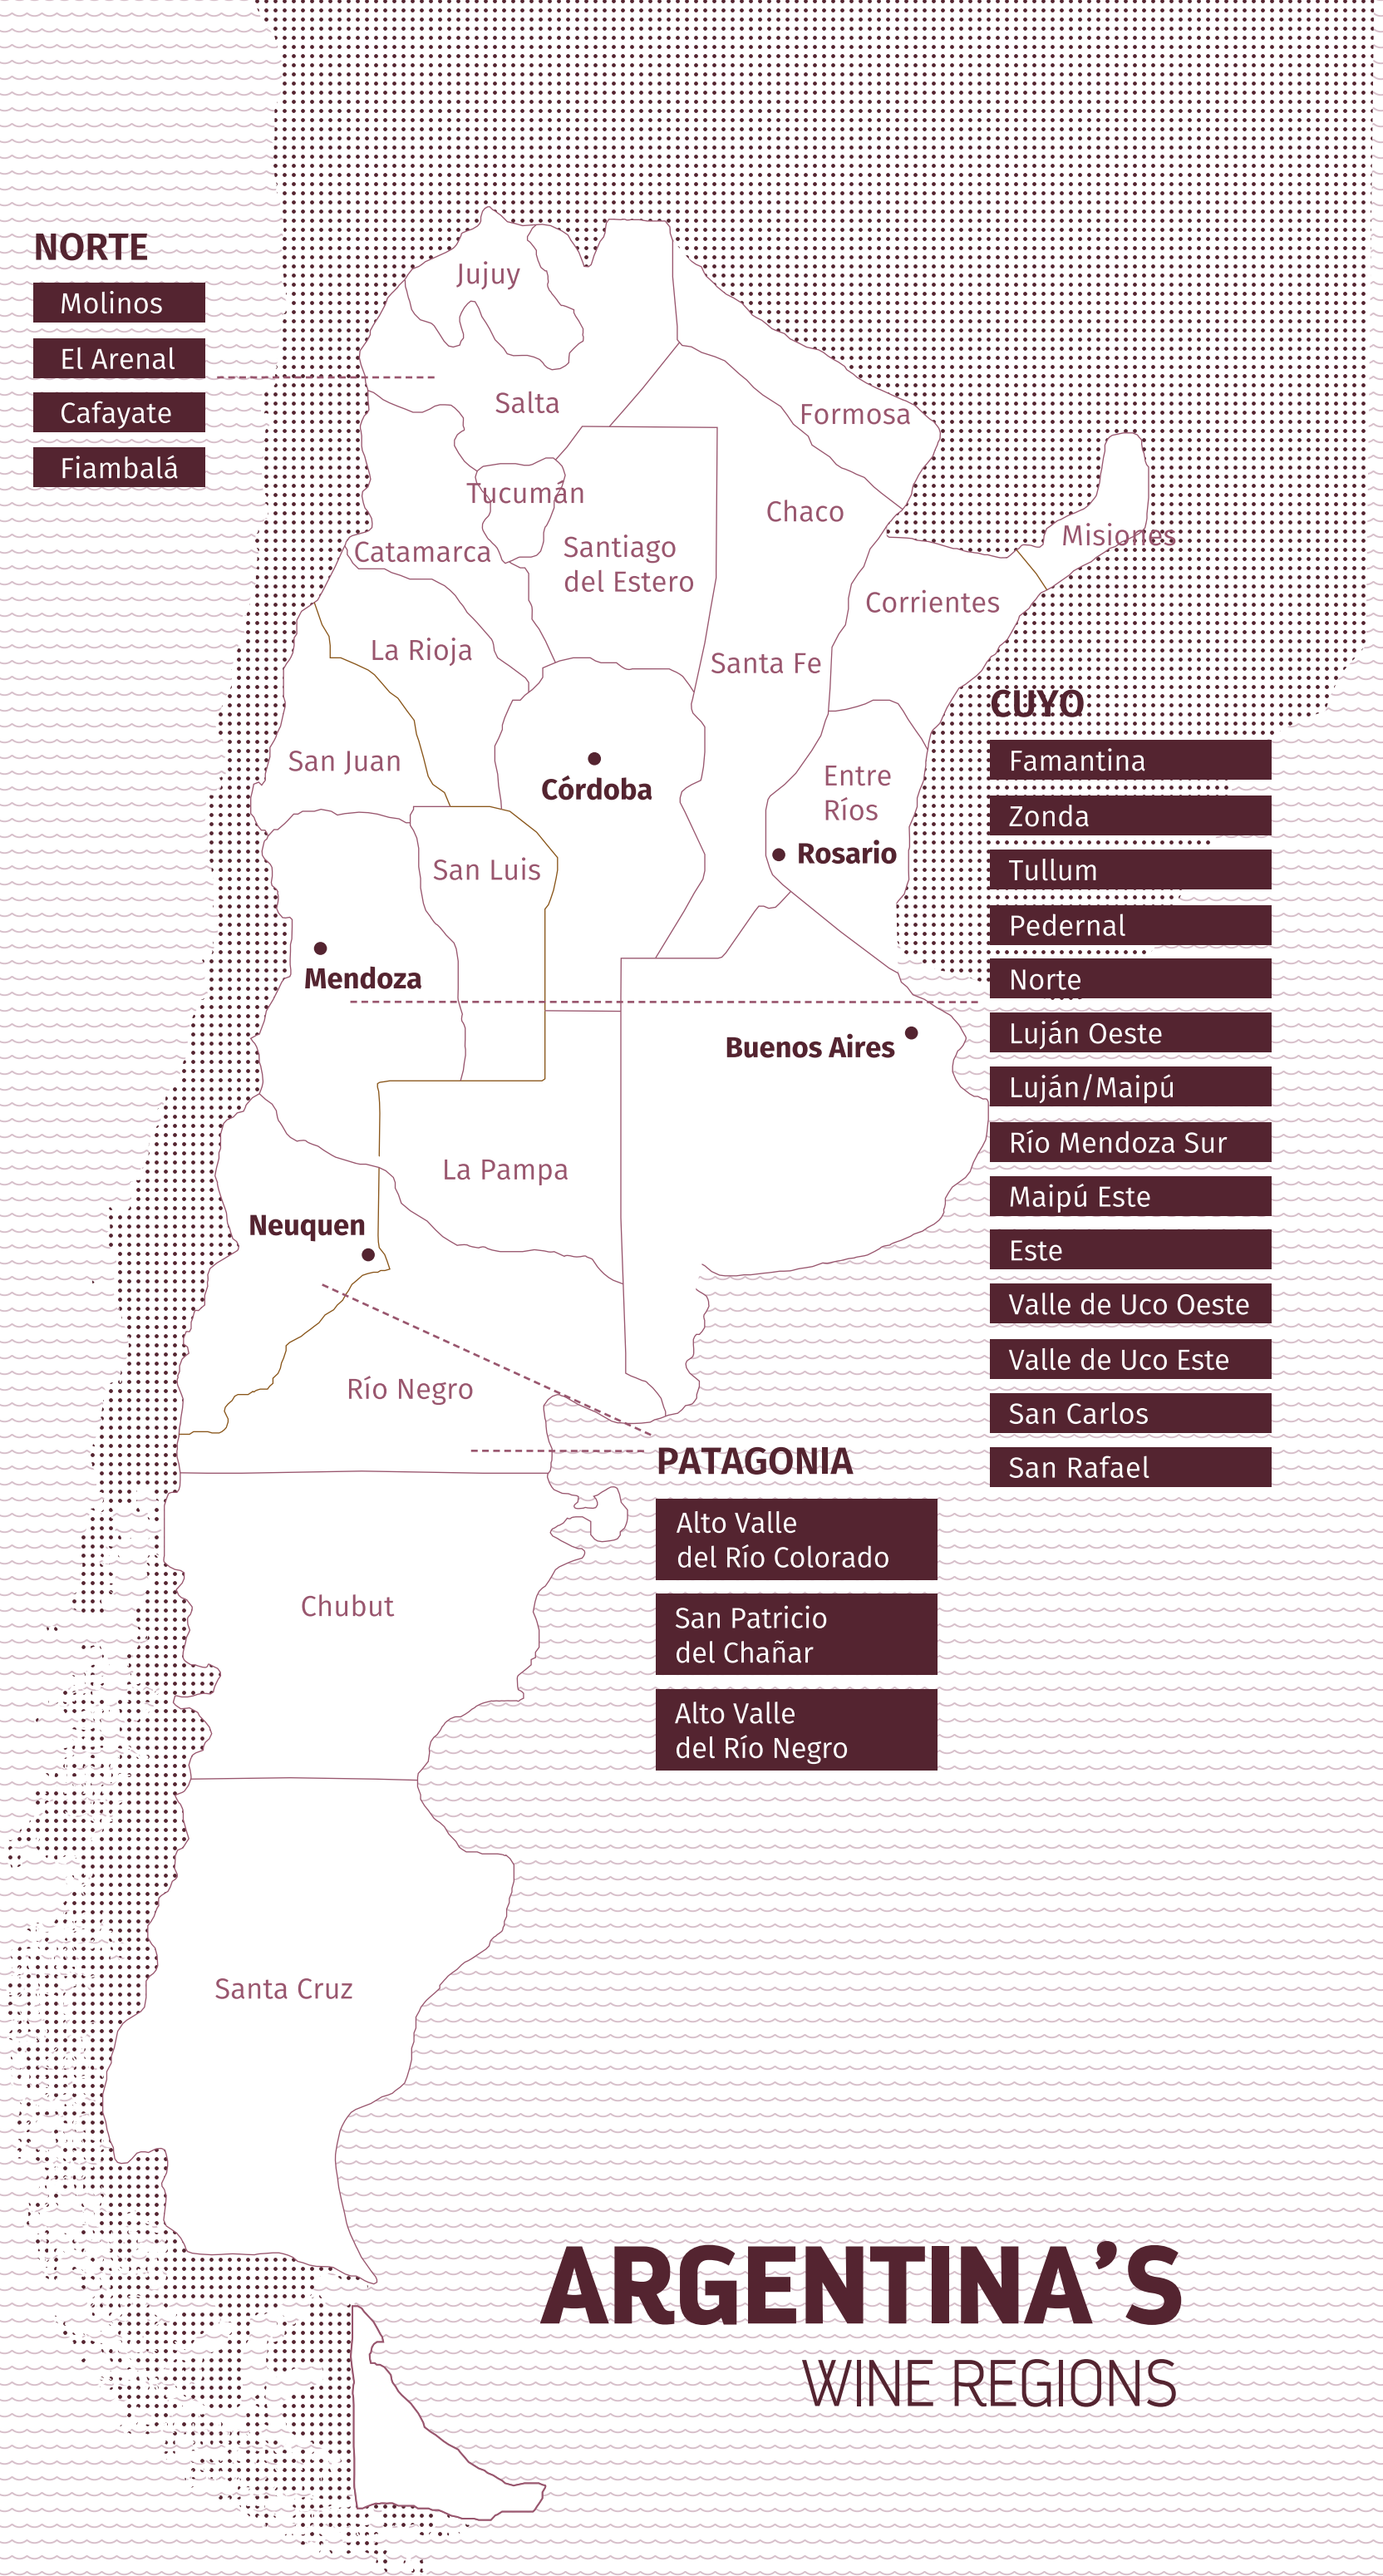 NORTE
Molinos
El Arenal
Cafayate
Fiambalá
Jujuy
Salta
Formosa
Tucumán
Chaco
Misiones
Catamarca
Santiago
del Estero
Corrientes
La Rioja
Santa Fe
San Juan
Córdoba
Entre
Ríos
Rosario
San Luis
Mendoza
Buenos Aires
La Pampa
Neuquen
Río Negro
Chubut
Santa Cruz
CUYO
Famantina
Zonda
Tullum
Pedernal
Norte
Luján Oeste
Luján/Maipú
Río Mendoza Sur
Maipú Este
Este
Valle de Uco Oeste
Valle de Uco Este
San Carlos
San Rafael
PATAGONIA
Alto Valle
del Río Colorado
San Patricio
del Chañar
Alto Valle
del Río Negro
ARGENTINA’S
WINE REGIONS